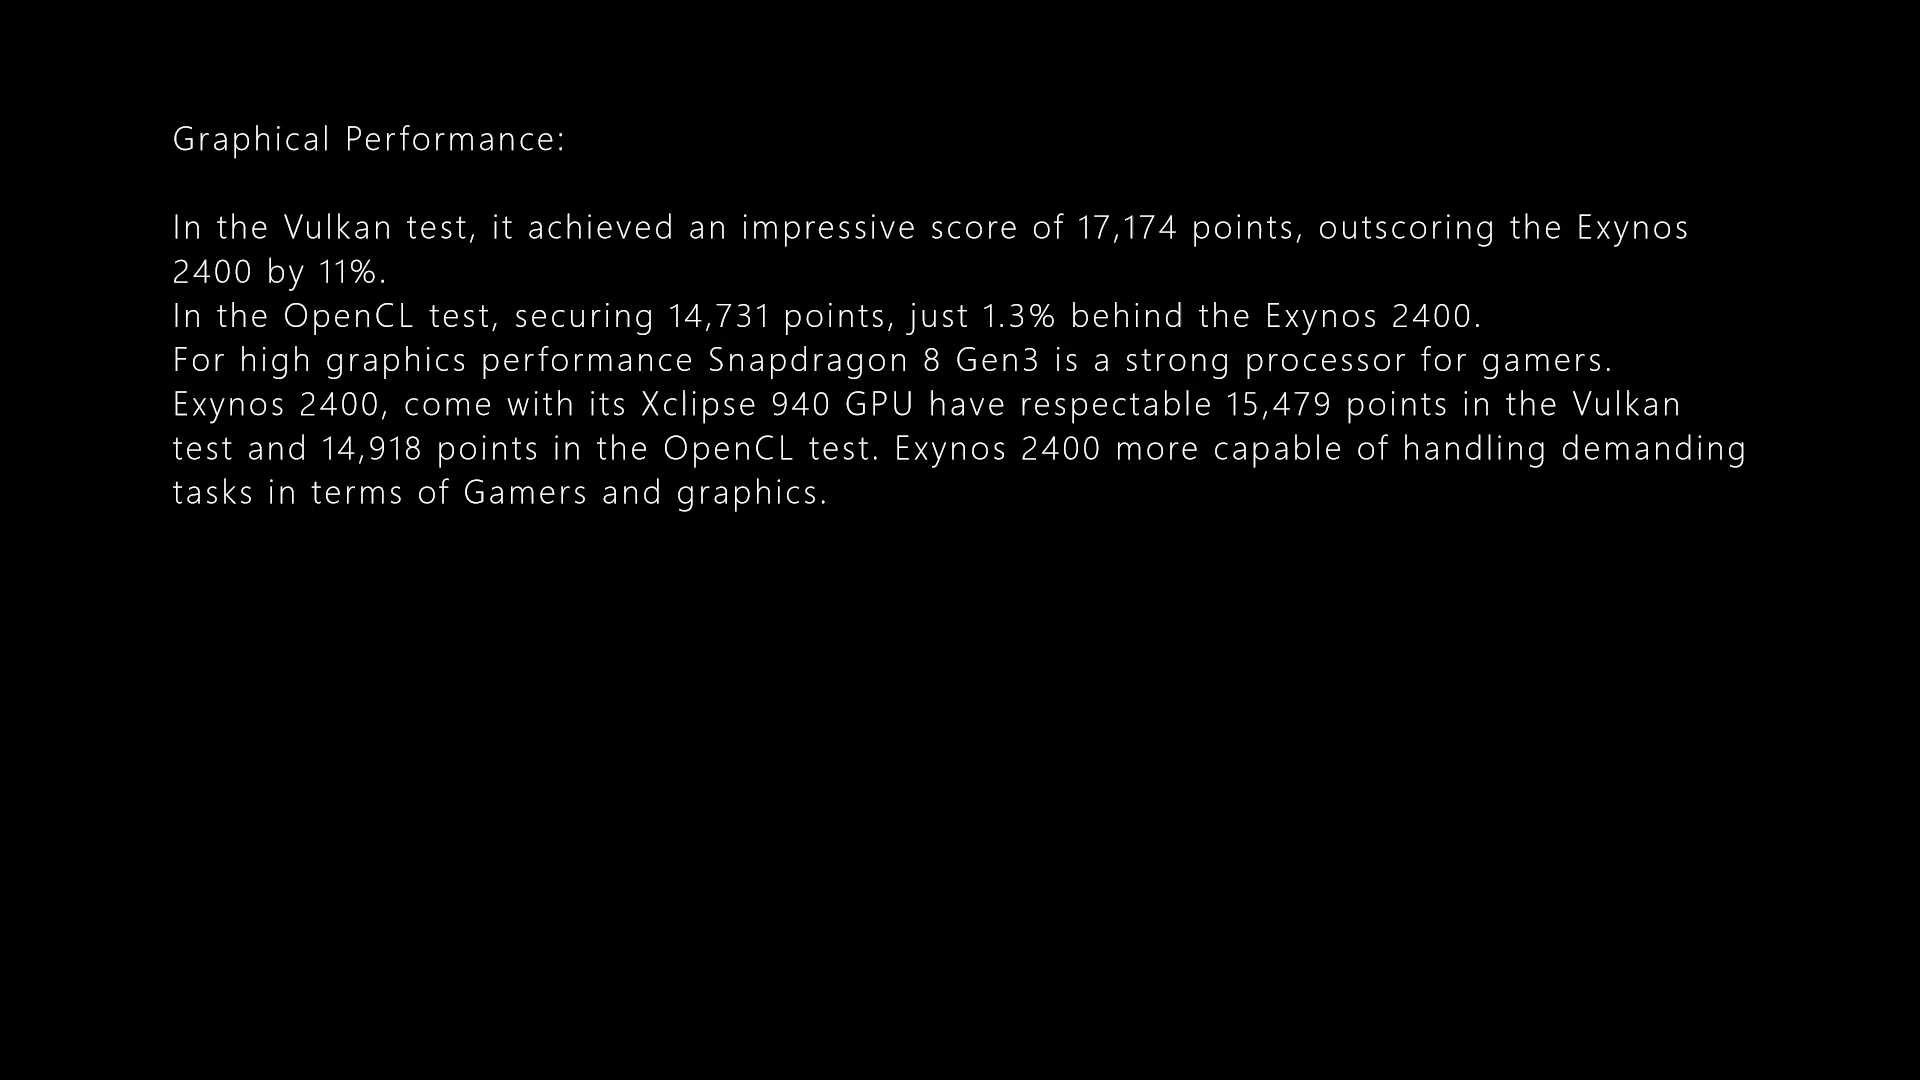 Graphical Performance:
In the Vulkan test, it achieved an impressive score of 17,174 points, outscoring the Exynos
2400 by 11%.
In the OpenCL test, securing 14,731 points, just 1.3% behind the Exynos 2400.
For high graphics performance Snapdragon 8 Gen3 is a strong processor for gamers.
Exynos 2400, come with its Xclipse 940 GPU have respectable 15,479 points in the Vulkan
test and 14,918 points in the OpenCL test. Exynos 2400 more capable of handling demanding
tasks in terms of Gamers and graphics.